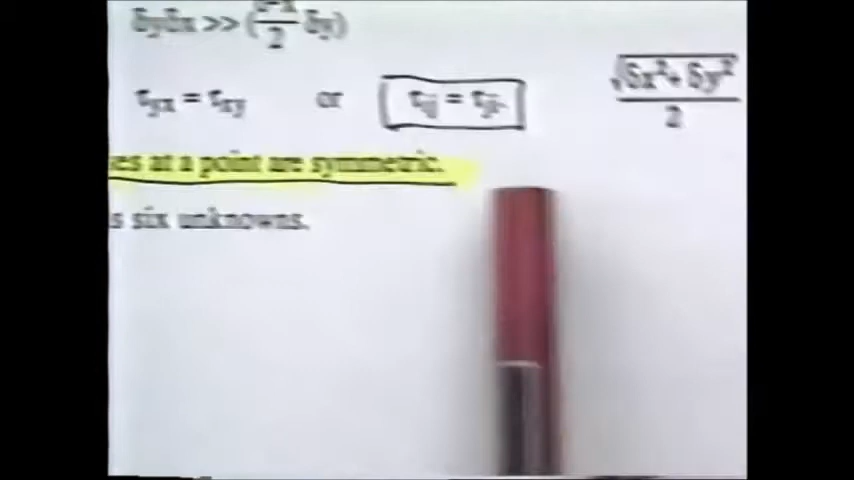 δyδx >> ( /2 δy)
τyx = τxy or τij = τji. √δx²+ δy² / 2
es at a point are symmetric.
s six unknowns.